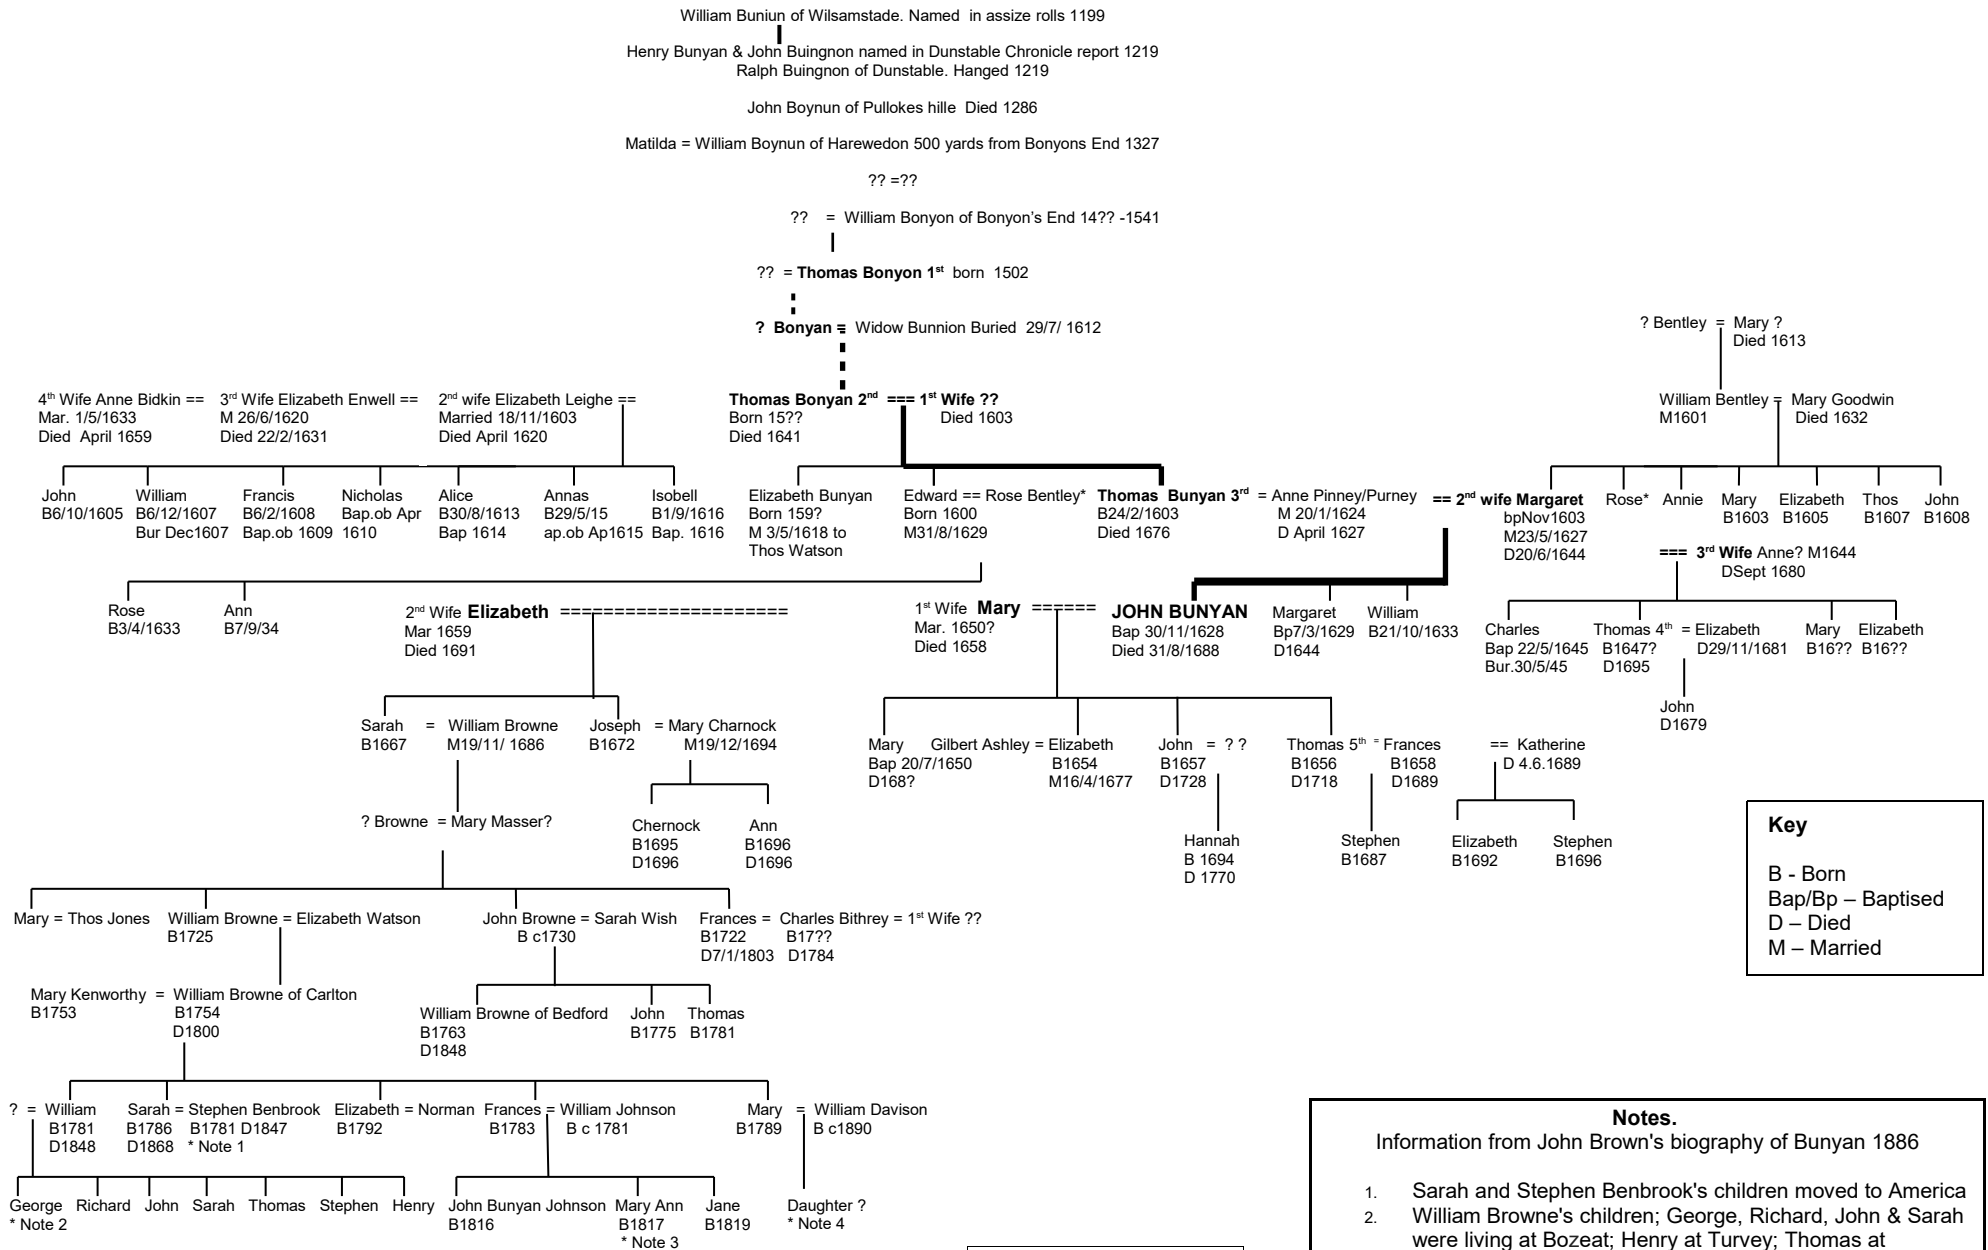 William Buniun of Wilsamstade. Named in assize rolls 1199
Henry Bunyan & John Buingnon named in Dunstable Chronicle report 1219
Ralph Buingnon of Dunstable. Hanged 1219
John Boynun of Pullokes hille Died 1286
Matilda = William Boynun of Harewedon 500 yards from Bonyons End 1327
?? =??
?? = William Bonyon of Bonyon's End 14?? -1541
?? = Thomas Bonyon 1st born 1502
? Bonyan = Widow Bunnion Buried 29/7/ 1612
? Bentley = Mary ?
Died 1613
4th Wife Anne Bidkin ==
Mar. 1/5/1633
Died April 1659
3rd Wife Elizabeth Enwell ==
M 26/6/1620
Died 22/2/1631
2nd wife Elizabeth Leighe ==
Married 18/11/1603
Died April 1620
Thomas Bonyan 2nd === 1st Wife ??
Born 15??
Died 1641
Died 1603
William Bentley = Mary Goodwin
M1601
Died 1632
John
B6/10/1605
William
B6/12/1607
Bur Dec1607
Francis
B6/2/1608
Bap.ob 1609
Nicholas
Bap.ob Apr
1610
Alice
B30/8/1613
Bap 1614
Annas
B29/5/15
ap.ob Ap1615
Isobell
B1/9/1616
Bap. 1616
Elizabeth Bunyan
Born 159?
M 3/5/1618 to
Thos Watson
Edward == Rose Bentley*
Born 1600
M31/8/1629
Thomas Bunyan 3rd = Anne Pinney/Purney
B24/2/1603
Died 1676
M 20/1/1624
D April 1627
== 2nd wife Margaret
bpNov1603
M23/5/1627
D20/6/1644
Rose*
Annie
Mary
B1603
Elizabeth
B1605
Thos
B1607
John
B1608
=== 3rd Wife Anne? M1644
DSept 1680
Rose
B3/4/1633
Ann
B7/9/34
2nd Wife Elizabeth ===================
Mar 1659
Died 1691
1st Wife Mary ======
Mar. 1650?
Died 1658
JOHN BUNYAN
Bap 30/11/1628
Died 31/8/1688
Margaret
Bp7/3/1629
D1644
William
B21/10/1633
Charles
Bap 22/5/1645
Bur.30/5/45
Thomas 4th = Elizabeth
B1647?
D1695
D29/11/1681
Mary
B16??
Elizabeth
B16??
John
D1679
Sarah = William Browne
B1667
M19/11/ 1686
Joseph = Mary Charnock
B1672
M19/12/1694
Mary
Bap 20/7/1650
D168?
Gilbert Ashley = Elizabeth
B1654
M16/4/1677
John = ? ?
B1657
D1728
Thomas 5th = Frances
B1656
D1718
B1658
D1689
== Katherine
D 4.6.1689
? Browne = Mary Masser?
Chernock
B1695
D1696
Ann
B1696
D1696
Hannah
B 1694
D 1770
Stephen
B1687
Elizabeth
B1692
Stephen
B1696
Key
B - Born
Bap/Bp – Baptised
D – Died
M – Married
Mary = Thos Jones
William Browne = Elizabeth Watson
B1725
John Browne = Sarah Wish
B c1730
Frances = Charles Bithrey = 1st Wife ??
B1722
D7/1/1803
B17??
D1784
Mary Kenworthy = William Browne of Carlton
B1753
B1754
D1800
William Browne of Bedford
B1763
D1848
John
B1775
Thomas
B1781
? = William
B1781
D1848
Sarah = Stephen Benbrook
B1786
D1868
B1781 D1847
* Note 1
Elizabeth = Norman
B1792
Frances = William Johnson
B1783
B c 1781
Mary = William Davison
B1789
B c1890
George
* Note 2
Richard
John
Sarah
Thomas
Stephen
Henry
John Bunyan Johnson
B1816
Mary Ann
B1817
* Note 3
Jane
B1819
Daughter ?
* Note 4
Notes.
Information from John Brown's biography of Bunyan 1886
1. Sarah and Stephen Benbrook's children moved to America
2. William Browne's children; George, Richard, John & Sarah
were living at Bozeat; Henry at Turvey; Thomas at